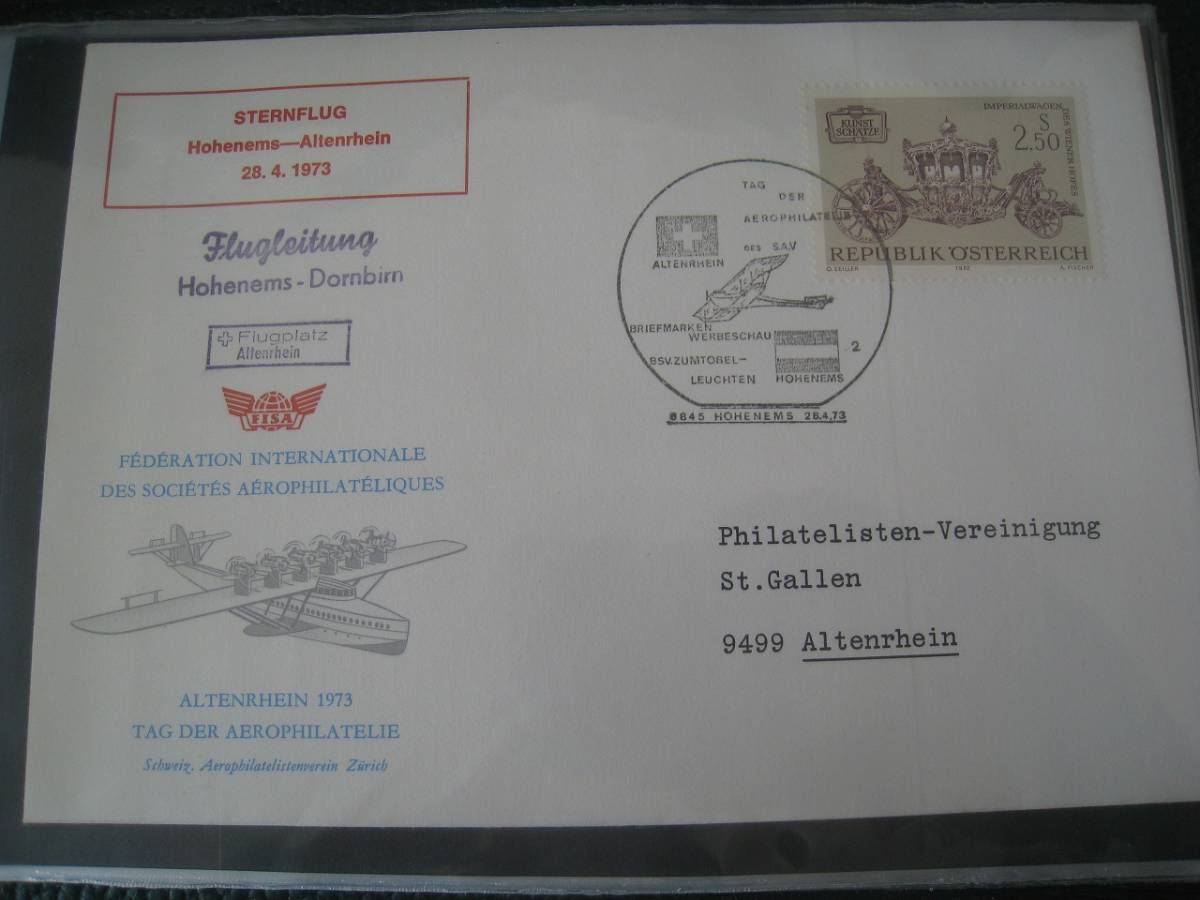 STERNFLUG
Hohenems—Altenrhein
28. 4. 1973
Flugleitung
Hohenems - Dornbirn
Flugplatz
Altenrhein
FISA
FÉDÉRATION INTERNATIONALE
DES SOCIÉTÉS AÉROPHILATÉLIQUES
ALTENRHEIN 1973
TAG DER AEROPHILATELIE
Schweiz. Aerophilatelistenverein Zürich
KUNST
SCHÄTZE
IMPERIALWAGEN
DES WIENER HOFES
S
2.50
REPUBLIK ÖSTERREICH
O. ZEILLER 1972 A. FISCHER
TAG
DER
AEROPHILATELIE
DES S.A.V
ALTENRHEIN
BRIEFMARKEN
WERBESCHAU
2
BSV.ZUMTOBEL-
LEUCHTEN HOHENEMS
6845 HOHENEMS 28.4.73
Philatelisten-Vereinigung
St.Gallen
9499 Altenrhein